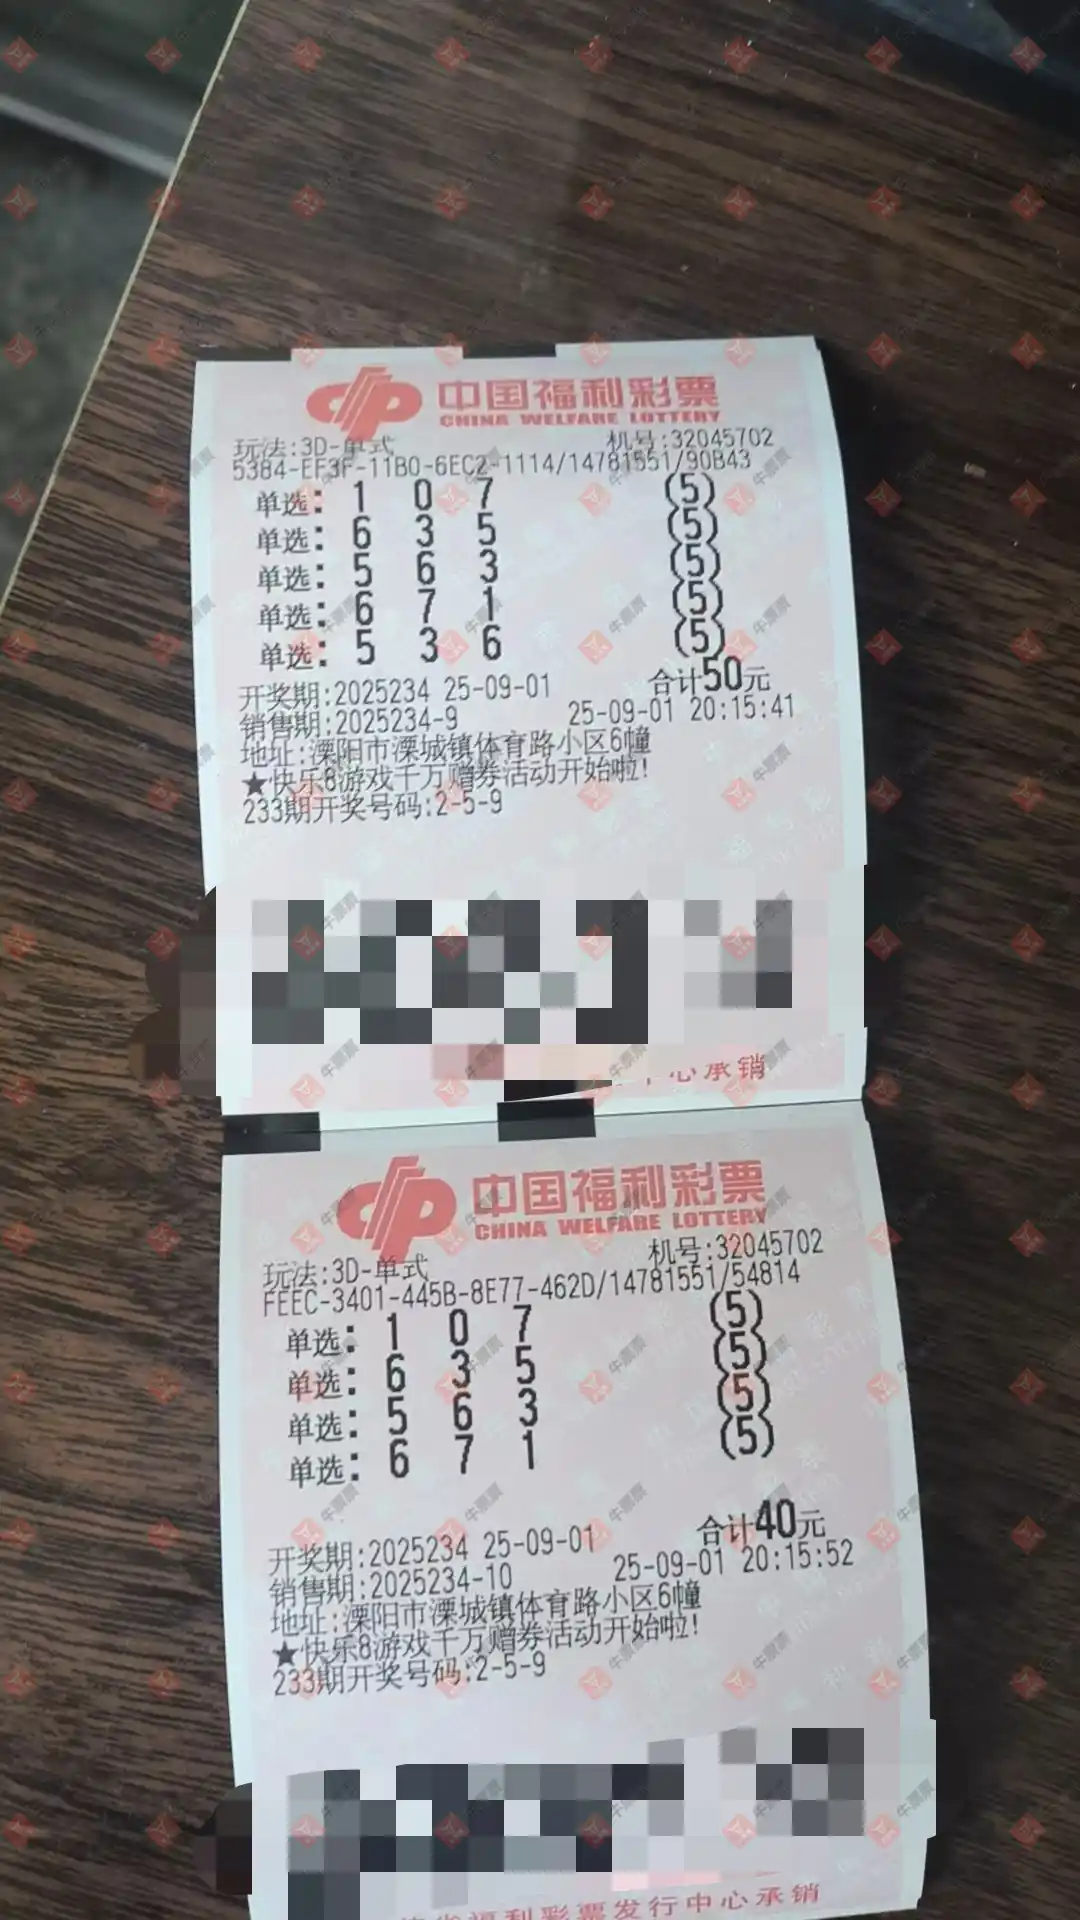 中国福利彩票
CHINA WELFARE LOTTERY
玩法:3D-单式 机号:32045702
5384-EF3F-11B0-6EC2-1114/14781551/90B43
单选: 1 0 7 (5)
单选: 6 3 5 (5)
单选: 5 6 3 (5)
单选: 6 7 1 (5)
单选: 5 3 6 (5)
合计50元
开奖期:2025234 25-09-01
销售期:2025234-9 25-09-01 20:15:41
地址:溧阳市溧城镇体育路小区6幢
★快乐8游戏千万赠券活动开始啦!
233期开奖号码:2-5-9
中心承销
中国福利彩票
CHINA WELFARE LOTTERY
玩法:3D-单式 机号:32045702
FEEC-3401-445B-8E77-462D/14781551/54814
单选: 1 0 7 (5)
单选: 6 3 5 (5)
单选: 5 6 3 (5)
单选: 6 7 1 (5)
合计40元
开奖期:2025234 25-09-01
销售期:2025234-10 25-09-01 20:15:52
地址:溧阳市溧城镇体育路小区6幢
★快乐8游戏千万赠券活动开始啦!
233期开奖号码:2-5-9
省福利彩票发行中心承销
牛票票